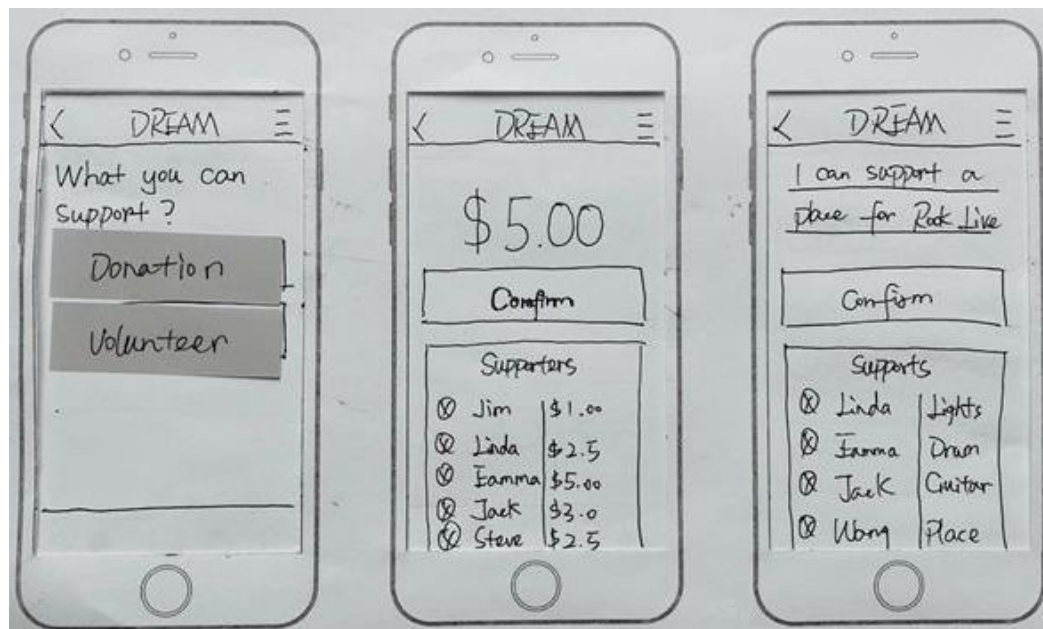 DREAM
What you can
support?
Donation
Volunteer
DREAM
$5.00
Confirm
Supporters
Jim $1.00
Linda $2.5
Eamma $5.00
Jack $3.0
Steve $2.5
DREAM
I can support a
place for Rock Live
Confirm
Supports
Linda Lights
Eamma Drum
Jack Guitar
Wang Place